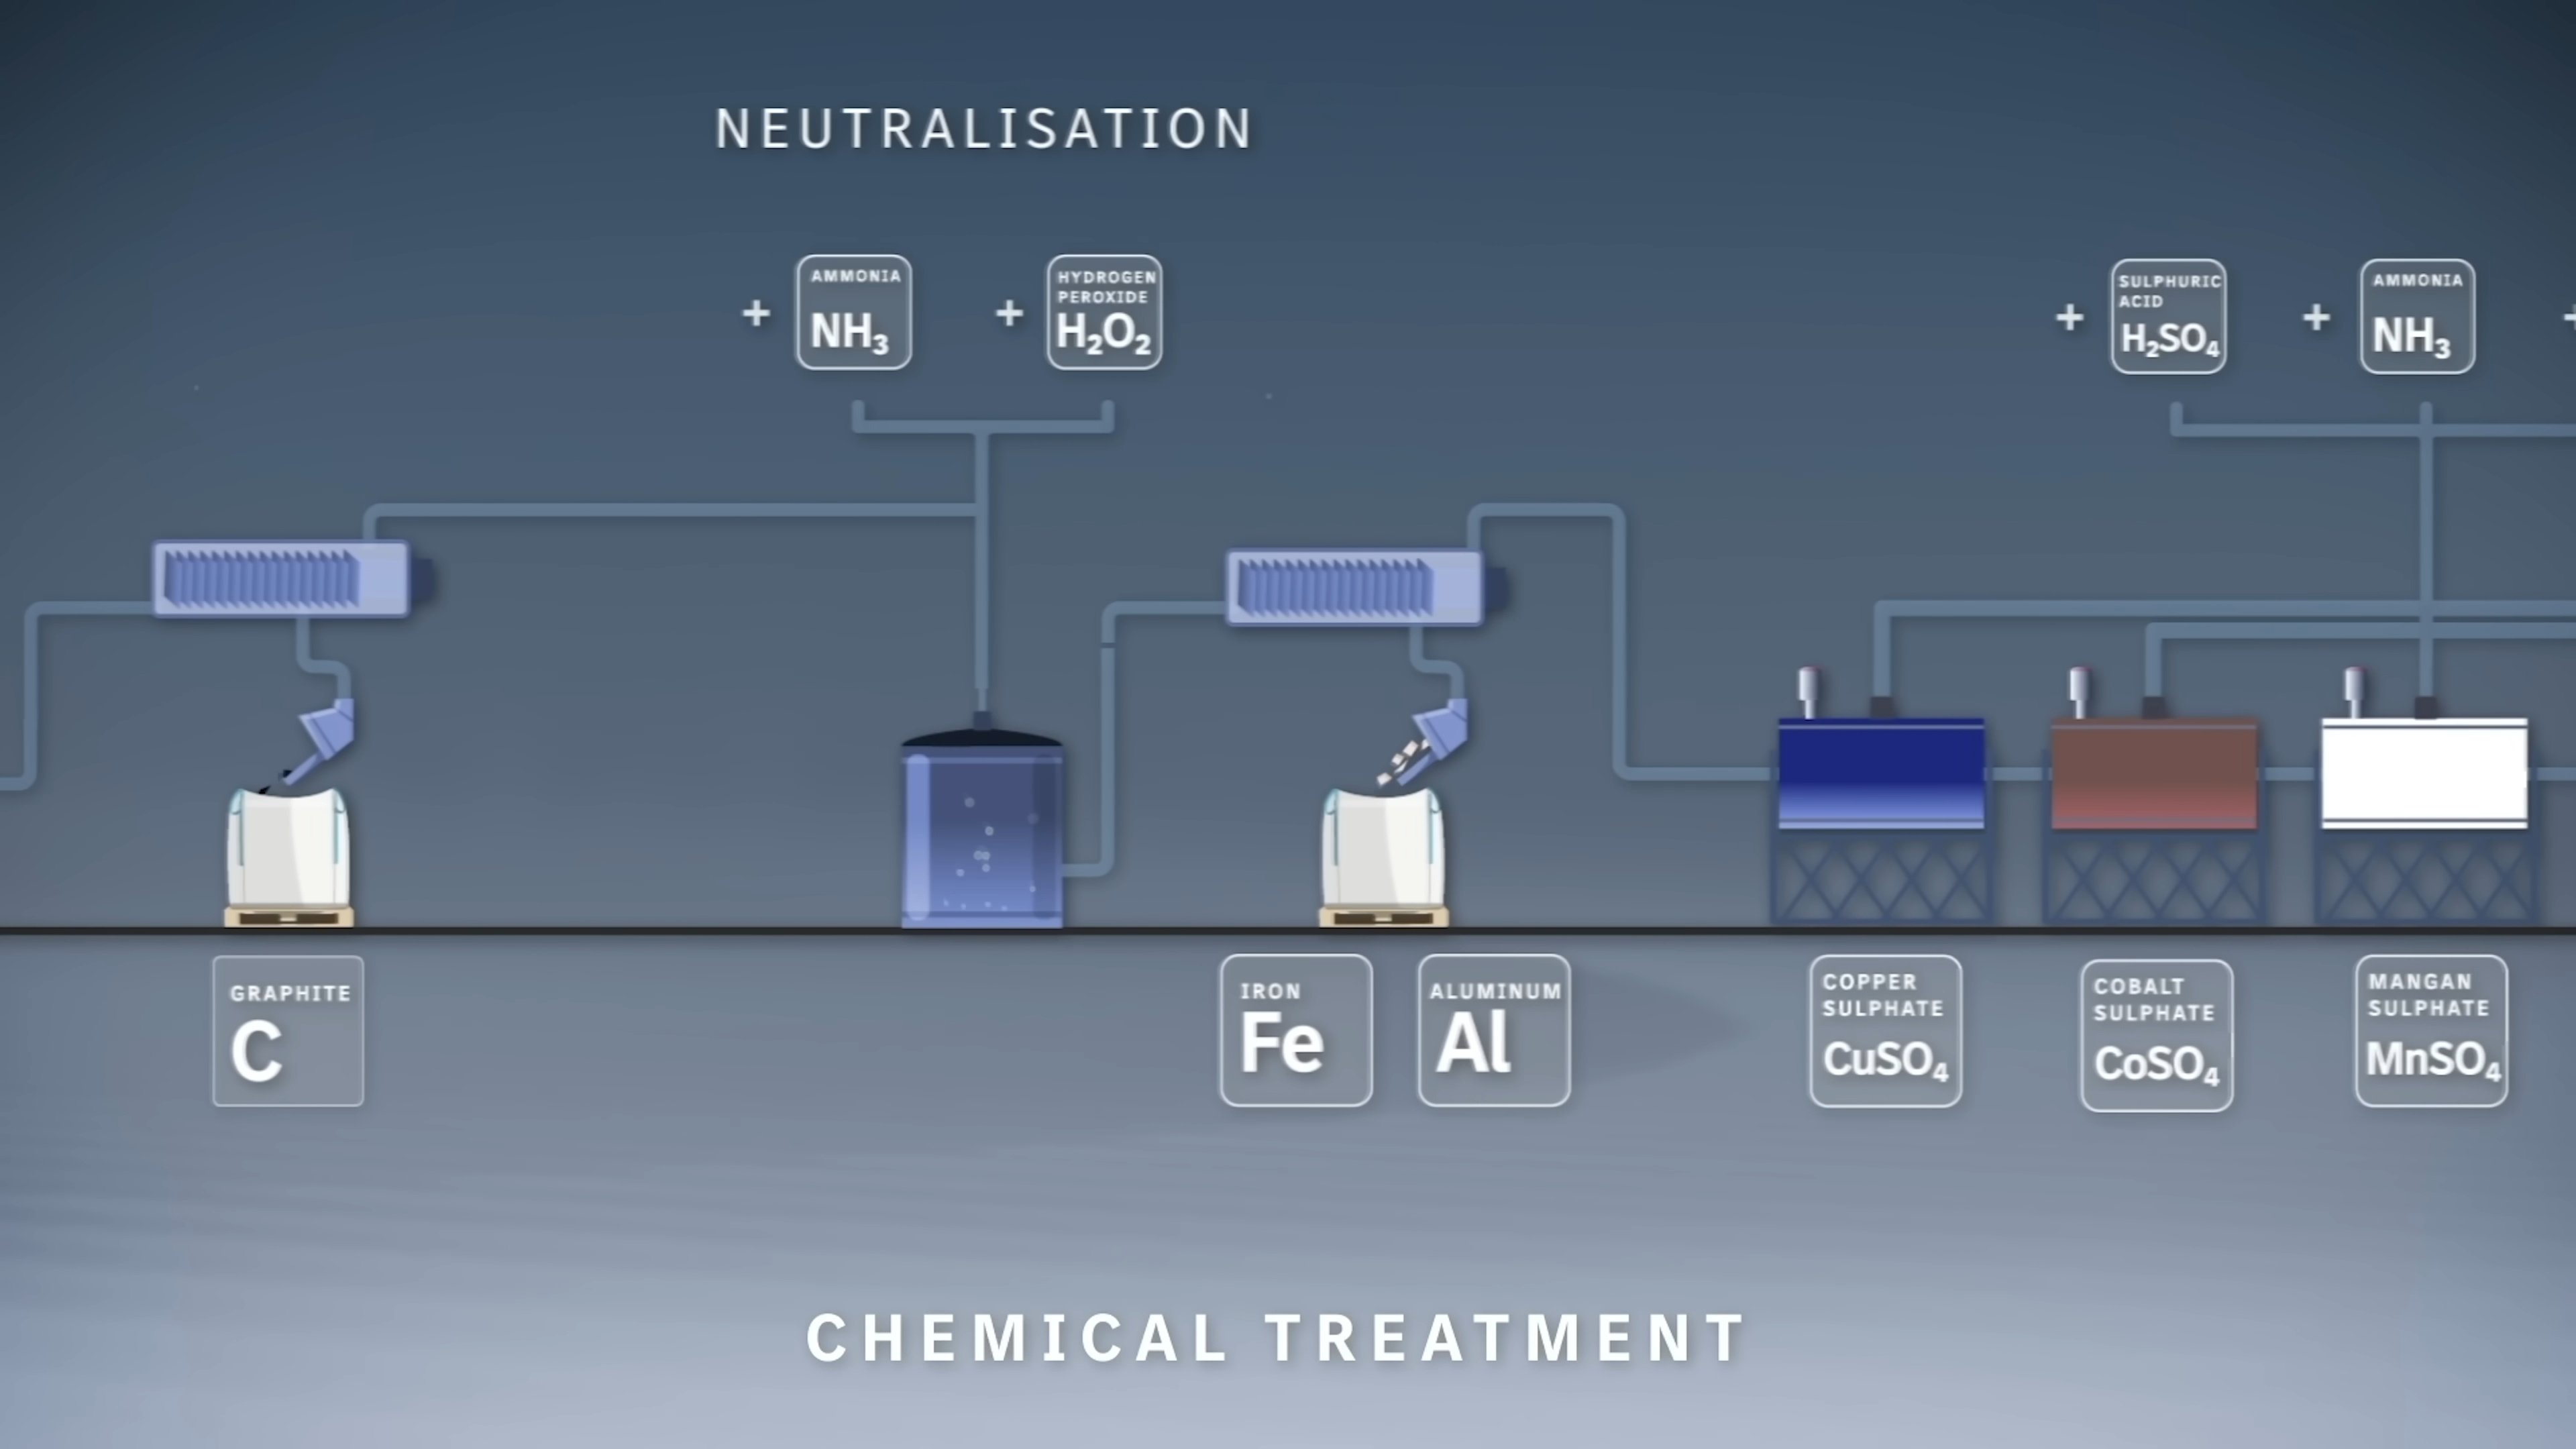 NEUTRALISATION
+
AMMONIA
NH₃
+
HYDROGEN
PEROXIDE
H₂O₂
+
SULPHURIC
ACID
H₂SO₄
+
AMMONIA
NH₃
+
GRAPHITE
C
IRON
Fe
ALUMINUM
Al
COPPER
SULPHATE
CuSO₄
COBALT
SULPHATE
CoSO₄
MANGAN
SULPHATE
MnSO₄
CHEMICAL TREATMENT